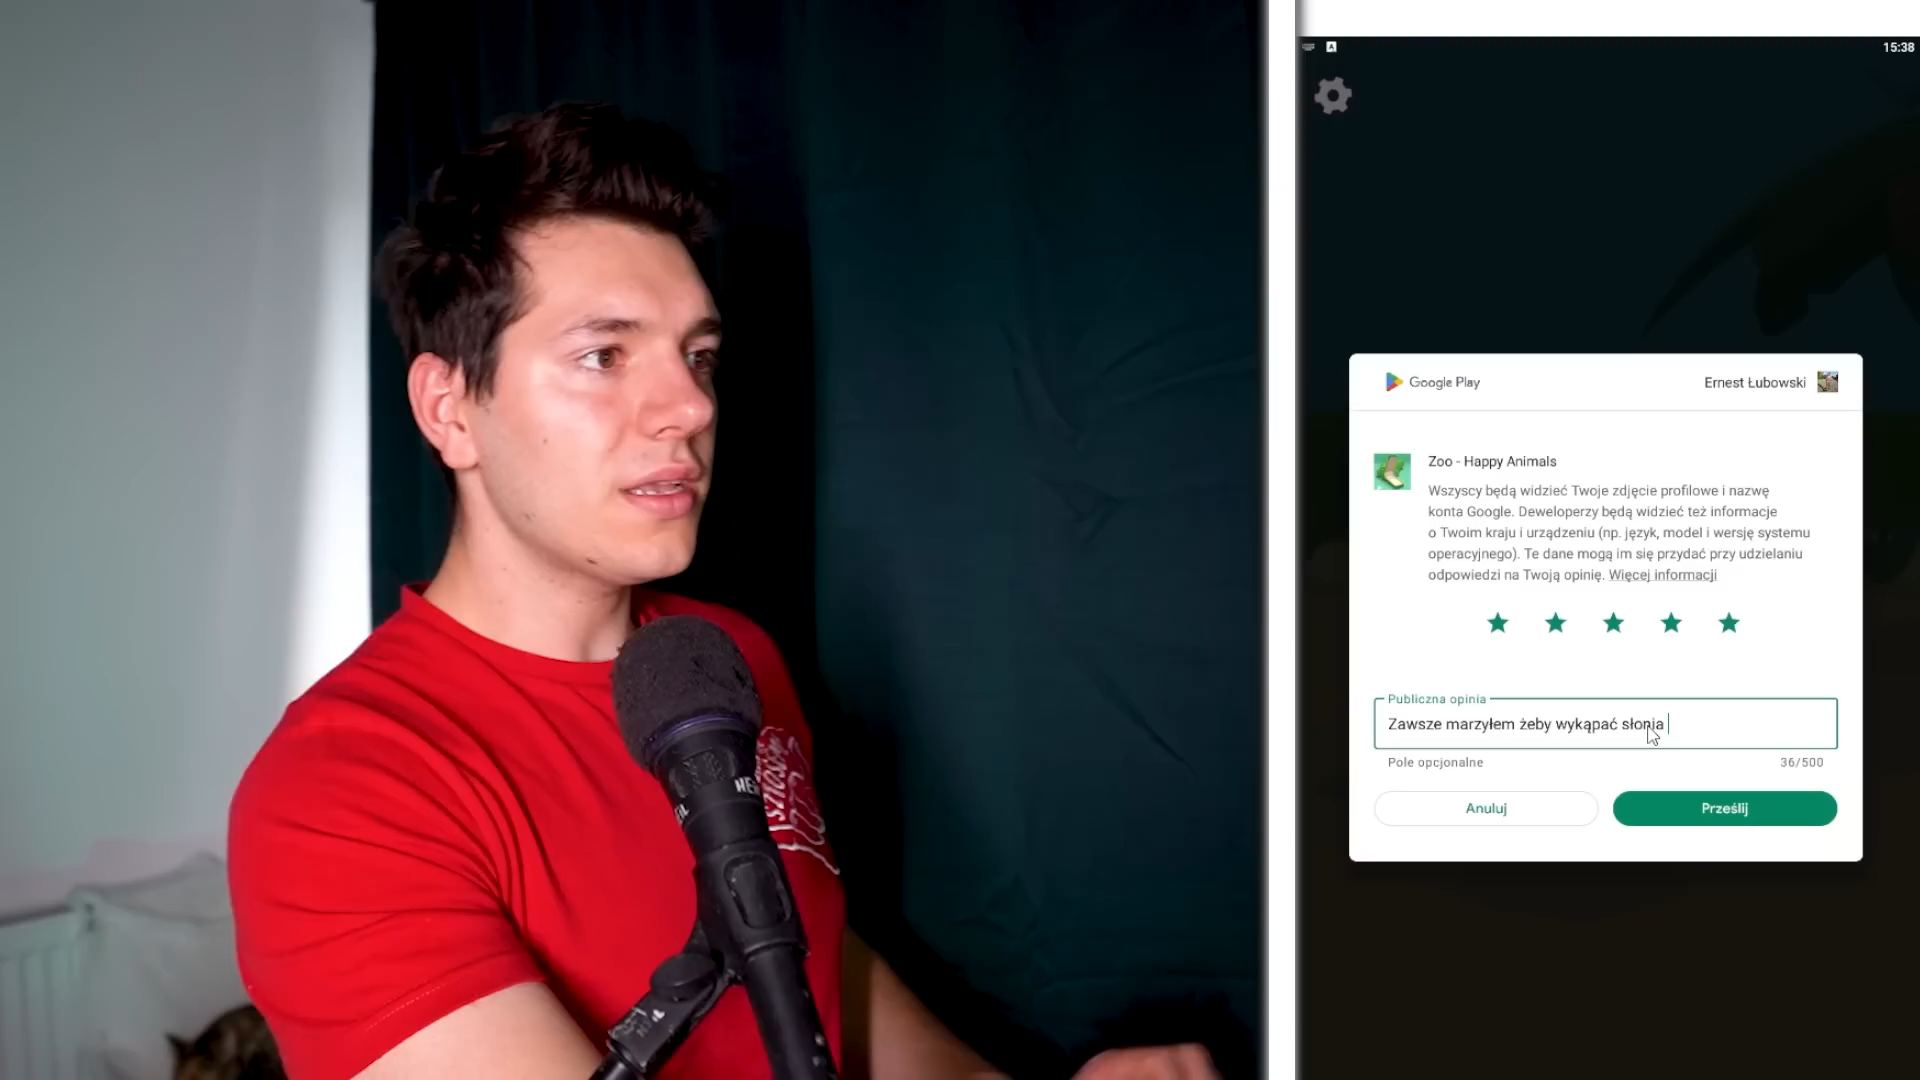 15:38
A
Google Play
Ernest Łubowski
Zoo - Happy Animals
Wszyscy będą widzieć Twoje zdjęcie profilowe i nazwę
konta Google. Deweloperzy będą widzieć też informacje
o Twoim kraju i urządzeniu (np. język, model i wersję systemu
operacyjnego). Te dane mogą im się przydać przy udzielaniu
odpowiedzi na Twoją opinię. Więcej informacji
Publiczna opinia
Zawsze marzyłem żeby wykąpać słonia
Pole opcjonalne
36/500
Anuluj
Prześlij